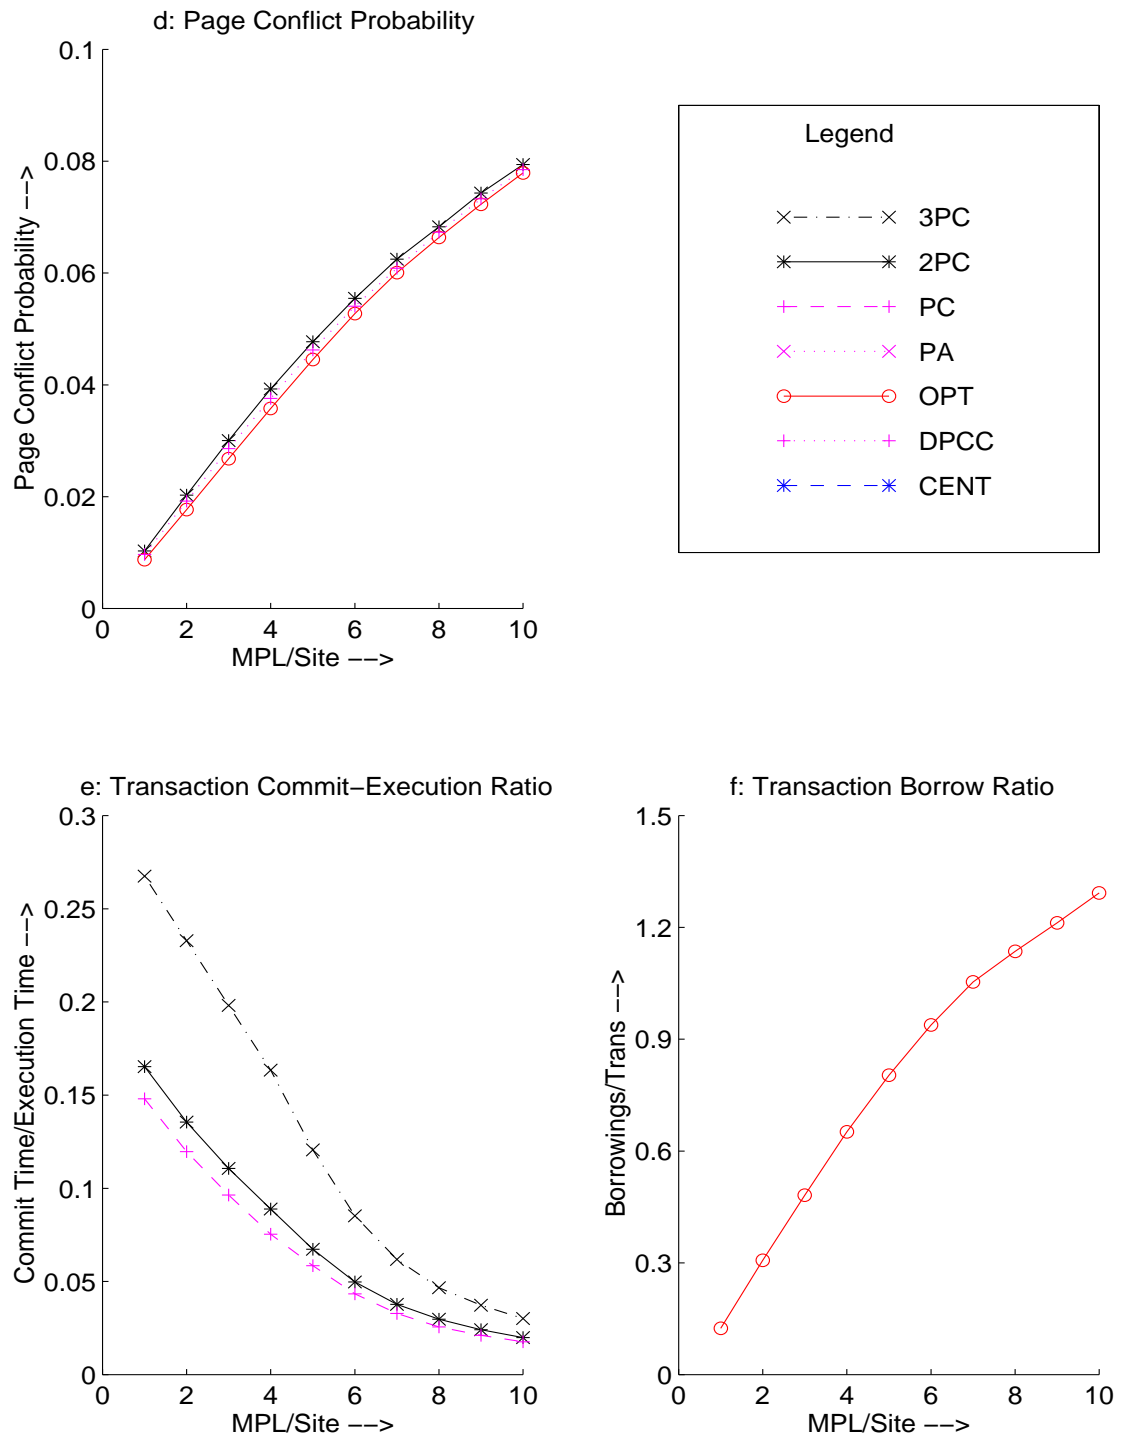 d: Page Conflict Probability
0.1
0.08
0.06
0.04
0.02
0
Page Conflict Probability −−>
0 2 4 6 8 10
MPL/Site −−>
Legend
3PC
2PC
PC
PA
OPT
DPCC
CENT
e: Transaction Commit−Execution Ratio
0.3
0.25
0.2
0.15
0.1
0.05
0
Commit Time/Execution Time −−>
0 2 4 6 8 10
MPL/Site −−>
f: Transaction Borrow Ratio
1.5
1.2
0.9
0.6
0.3
0
Borrowings/Trans −−>
0 2 4 6 8 10
MPL/Site −−>